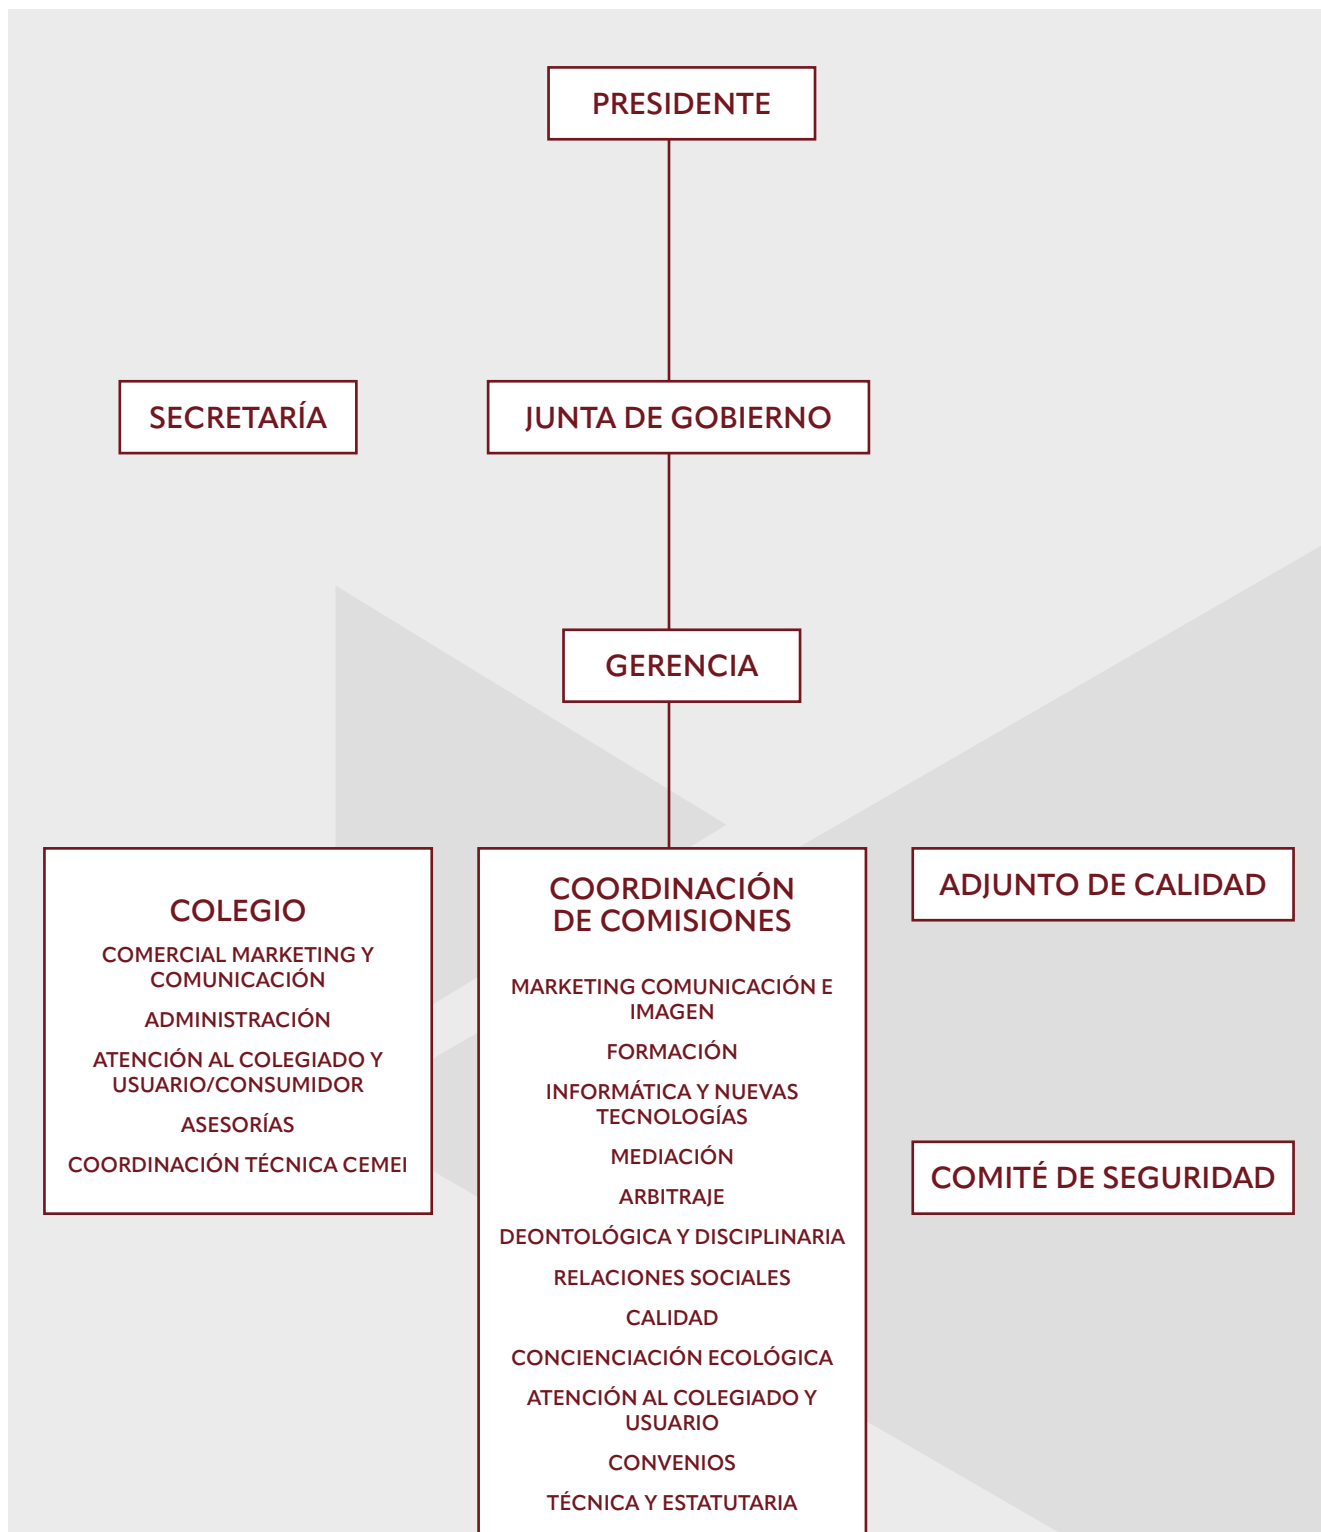 PRESIDENTE
SECRETARÍA
JUNTA DE GOBIERNO
GERENCIA
COLEGIO
COMERCIAL MARKETING Y
COMUNICACIÓN
ADMINISTRACIÓN
ATENCIÓN AL COLEGIADO Y
USUARIO/CONSUMIDOR
ASESORÍAS
COORDINACIÓN TÉCNICA CEMEI
COORDINACIÓN
DE COMISIONES
MARKETING COMUNICACIÓN E
IMAGEN
FORMACIÓN
INFORMÁTICA Y NUEVAS
TECNOLOGÍAS
MEDIACIÓN
ARBITRAJE
DEONTOLÓGICA Y DISCIPLINARIA
RELACIONES SOCIALES
CALIDAD
CONCIENCIACIÓN ECOLÓGICA
ATENCIÓN AL COLEGIADO Y
USUARIO
CONVENIOS
TÉCNICA Y ESTATUTARIA
ADJUNTO DE CALIDAD
COMITÉ DE SEGURIDAD